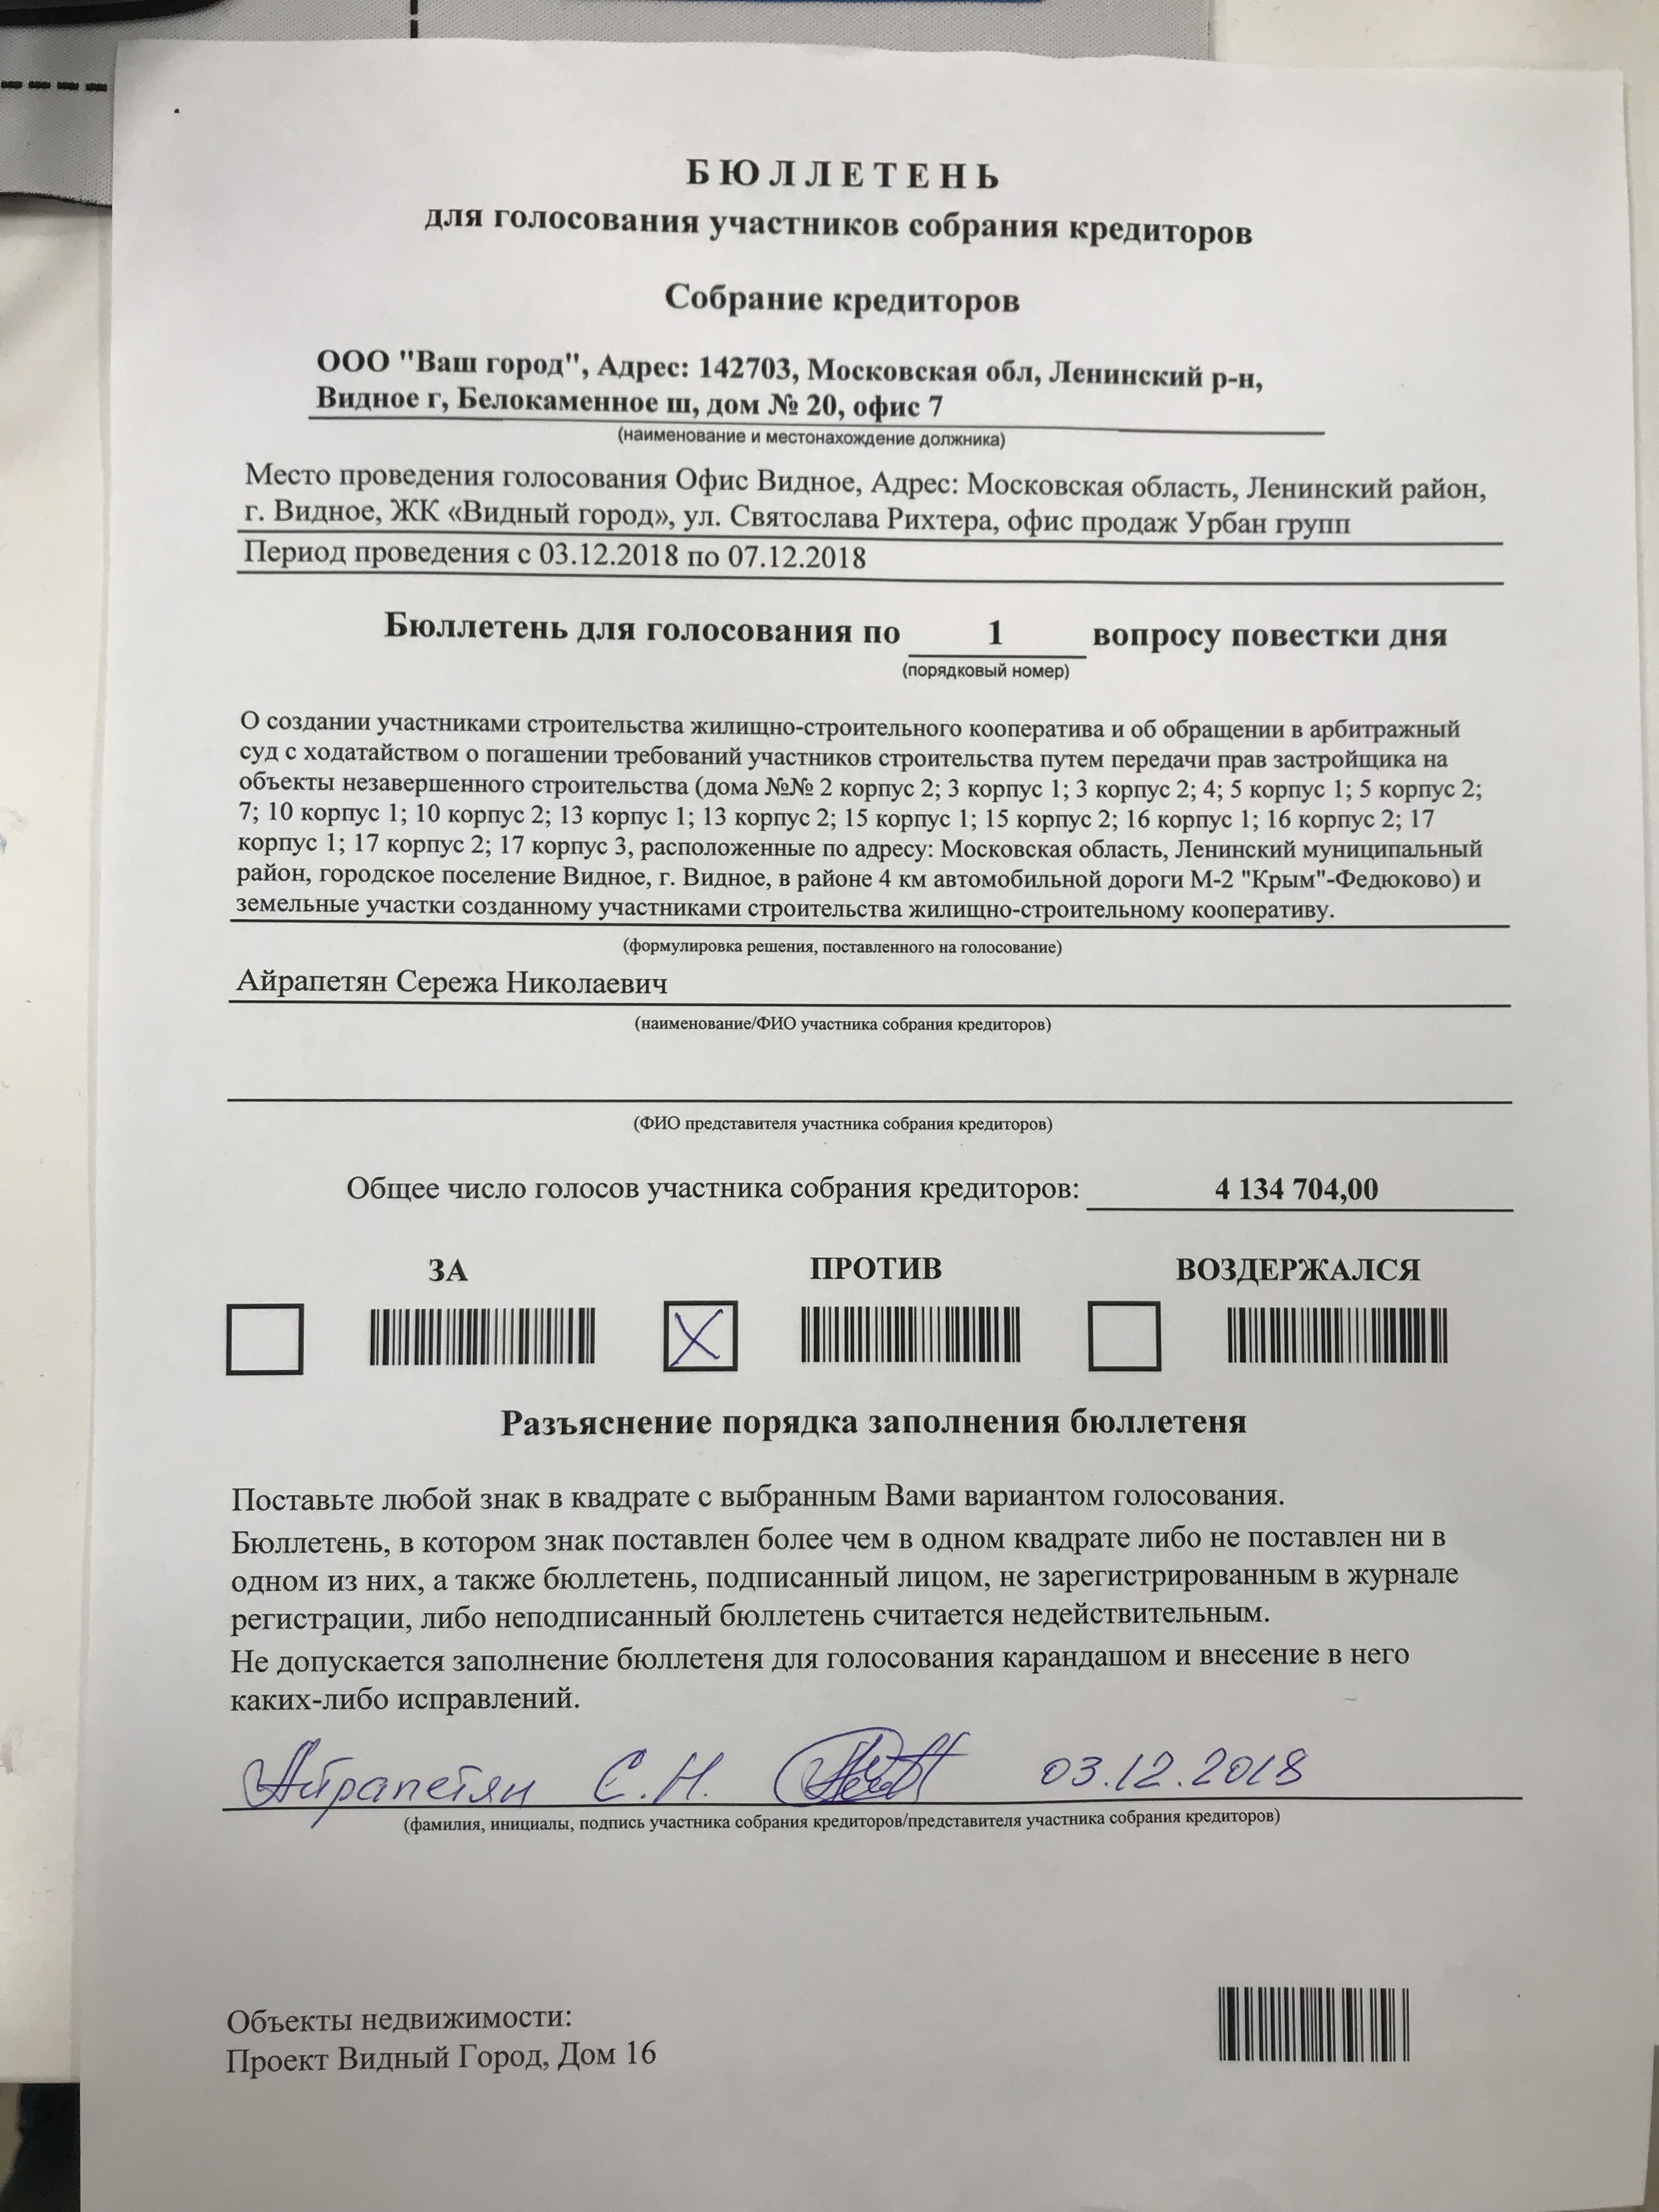 БЮЛЛЕТЕНЬ
для голосования участников собрания кредиторов
Собрание кредиторов
ООО "Ваш город", Адрес: 142703, Московская обл, Ленинский р-н,
Видное г, Белокаменное ш, дом № 20, офис 7
(наименование и местонахождение должника)
Место проведения голосования Офис Видное, Адрес: Московская область, Ленинский район,
г. Видное, ЖК «Видный город», ул. Святослава Рихтера, офис продаж Урбан групп
Период проведения с 03.12.2018 по 07.12.2018
Бюллетень для голосования по 1 вопросу повестки дня
(порядковый номер)
О создании участниками строительства жилищно-строительного кооператива и об обращении в арбитражный
суд с ходатайством о погашении требований участников строительства путем передачи прав застройщика на
объекты незавершенного строительства (дома №№ 2 корпус 2; 3 корпус 1; 3 корпус 2; 4; 5 корпус 1; 5 корпус 2;
7; 10 корпус 1; 10 корпус 2; 13 корпус 1; 13 корпус 2; 15 корпус 1; 15 корпус 2; 16 корпус 1; 16 корпус 2; 17
корпус 1; 17 корпус 2; 17 корпус 3, расположенные по адресу: Московская область, Ленинский муниципальный
район, городское поселение Видное, г. Видное, в районе 4 км автомобильной дороги М-2 "Крым"-Федюково) и
земельные участки созданному участниками строительства жилищно-строительному кооперативу.
(формулировка решения, поставленного на голосование)
Айрапетян Сережа Николаевич
(наименование/ФИО участника собрания кредиторов)
(ФИО представителя участника собрания кредиторов)
Общее число голосов участника собрания кредиторов: 4 134 704,00
ЗА ПРОТИВ ВОЗДЕРЖАЛСЯ
Разъяснение порядка заполнения бюллетеня
Поставьте любой знак в квадрате с выбранным Вами вариантом голосования.
Бюллетень, в котором знак поставлен более чем в одном квадрате либо не поставлен ни в
одном из них, а также бюллетень, подписанный лицом, не зарегистрированным в журнале
регистрации, либо неподписанный бюллетень считается недействительным.
Не допускается заполнение бюллетеня для голосования карандашом и внесение в него
каких-либо исправлений.
Айрапетян С.Н. 03.12.2018
(фамилия, инициалы, подпись участника собрания кредиторов/представителя участника собрания кредиторов)
Объекты недвижимости:
Проект Видный Город, Дом 16